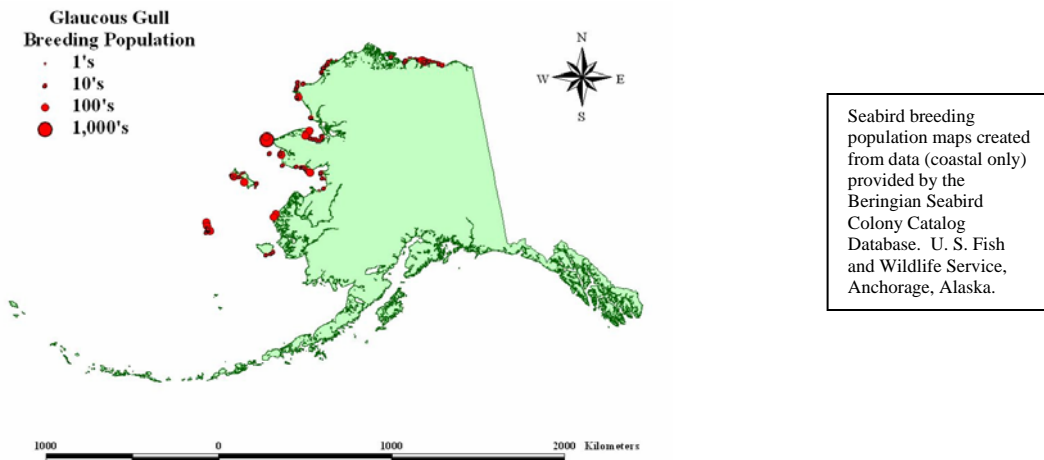 Glaucous Gull
Breeding Population
1's
10's
100's
1,000's
N
W E
S
Seabird breeding
population maps created
from data (coastal only)
provided by the
Beringian Seabird
Colony Catalog
Database. U. S. Fish
and Wildlife Service,
Anchorage, Alaska.
1000 0 1000 2000 Kilometers